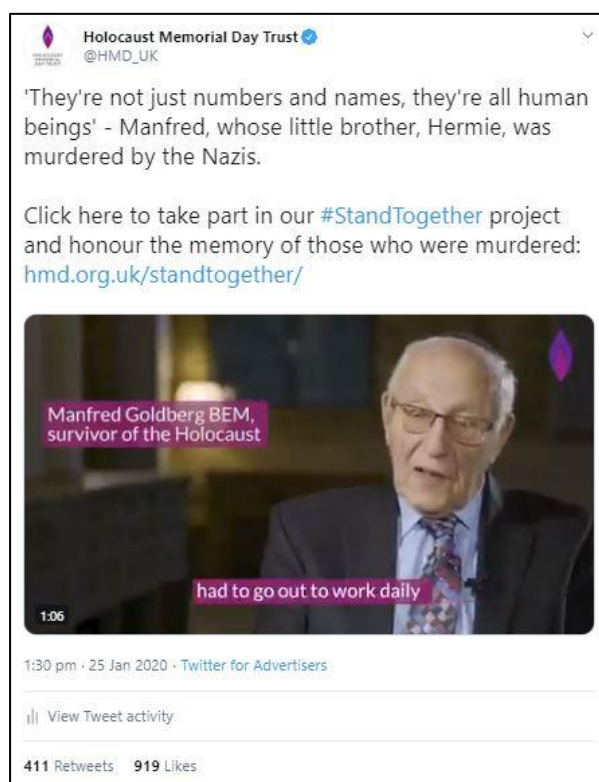 Holocaust Memorial Day Trust
@HMD_UK
'They're not just numbers and names, they're all human
beings' - Manfred, whose little brother, Hermie, was
murdered by the Nazis.
Click here to take part in our #StandTogether project
and honour the memory of those who were murdered:
hmd.org.uk/standtogether/
Manfred Goldberg BEM,
survivor of the Holocaust
had to go out to work daily
1:06
1:30 pm · 25 Jan 2020 · Twitter for Advertisers
View Tweet activity
411 Retweets 919 Likes